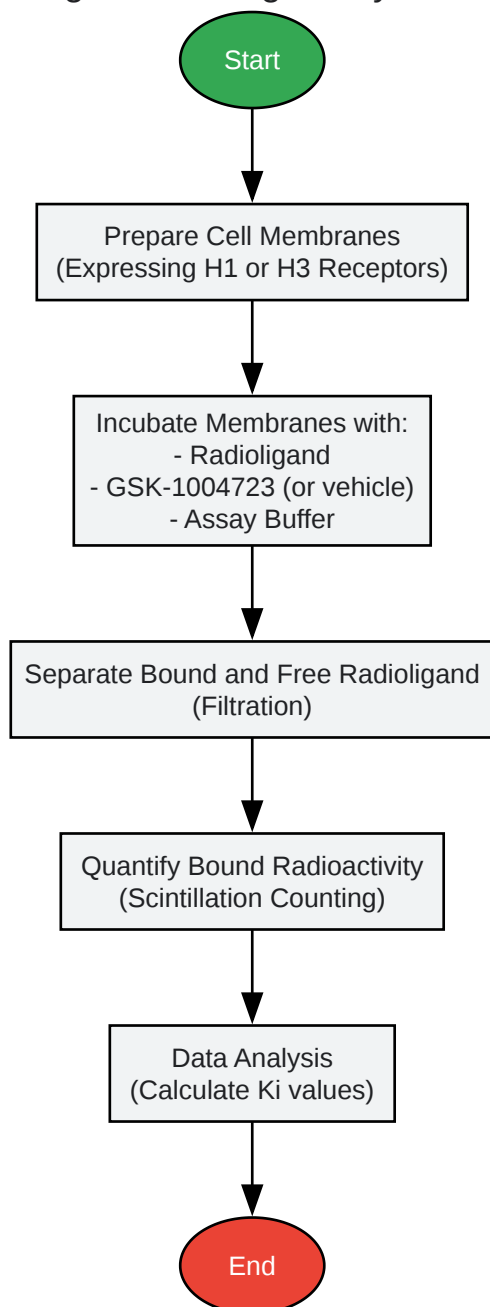 Start
Prepare Cell Membranes
(Expressing H1 or H3 Receptors)
Incubate Membranes with:
- Radioligand
- GSK-1004723 (or vehicle)
- Assay Buffer
Separate Bound and Free Radioligand
(Filtration)
Quantify Bound Radioactivity
(Scintillation Counting)
Data Analysis
(Calculate Ki values)
End